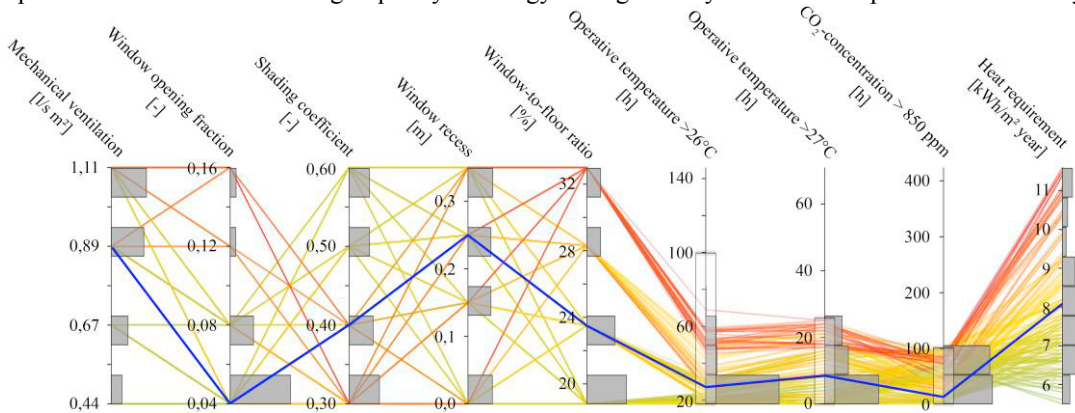 Mechanical ventilation
[l/s m²]
Window opening fraction
[-]
Shading coefficient
[-]
Window recess
[m]
Window-to-floor ratio
[%]
Operative temperature >26°C
[h]
Operative temperature >27°C
[h]
CO₂-concentration > 850 ppm
[h]
Heat requirement
[kWh/m² year]
1,11
0,89
0,67
0,44
0,16
0,12
0,08
0,04
0,60
0,50
0,40
0,30
0,3
0,2
0,1
0,0
32
28
24
20
140
100
60
20
60
40
20
0
400
300
200
100
0
11
9
8
7
6